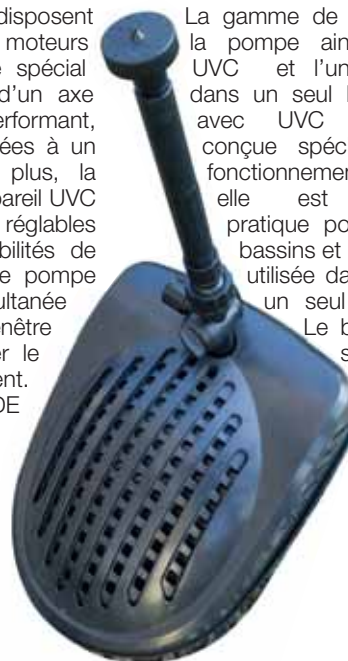 disposent
moteurs
spécial
d'un axe
erformant,
ées à un
plus, la
pareil UVC
réglables
bilités de
e pompe
ultanée
enêtre
er le
ent.
DE
La gamme de
la pompe ain
UVC et l'un
dans un seul
avec UVC
conçue spéc
fonctionnemen
elle est
pratique po
bassins et
utilisée da
un seul
Le b
s